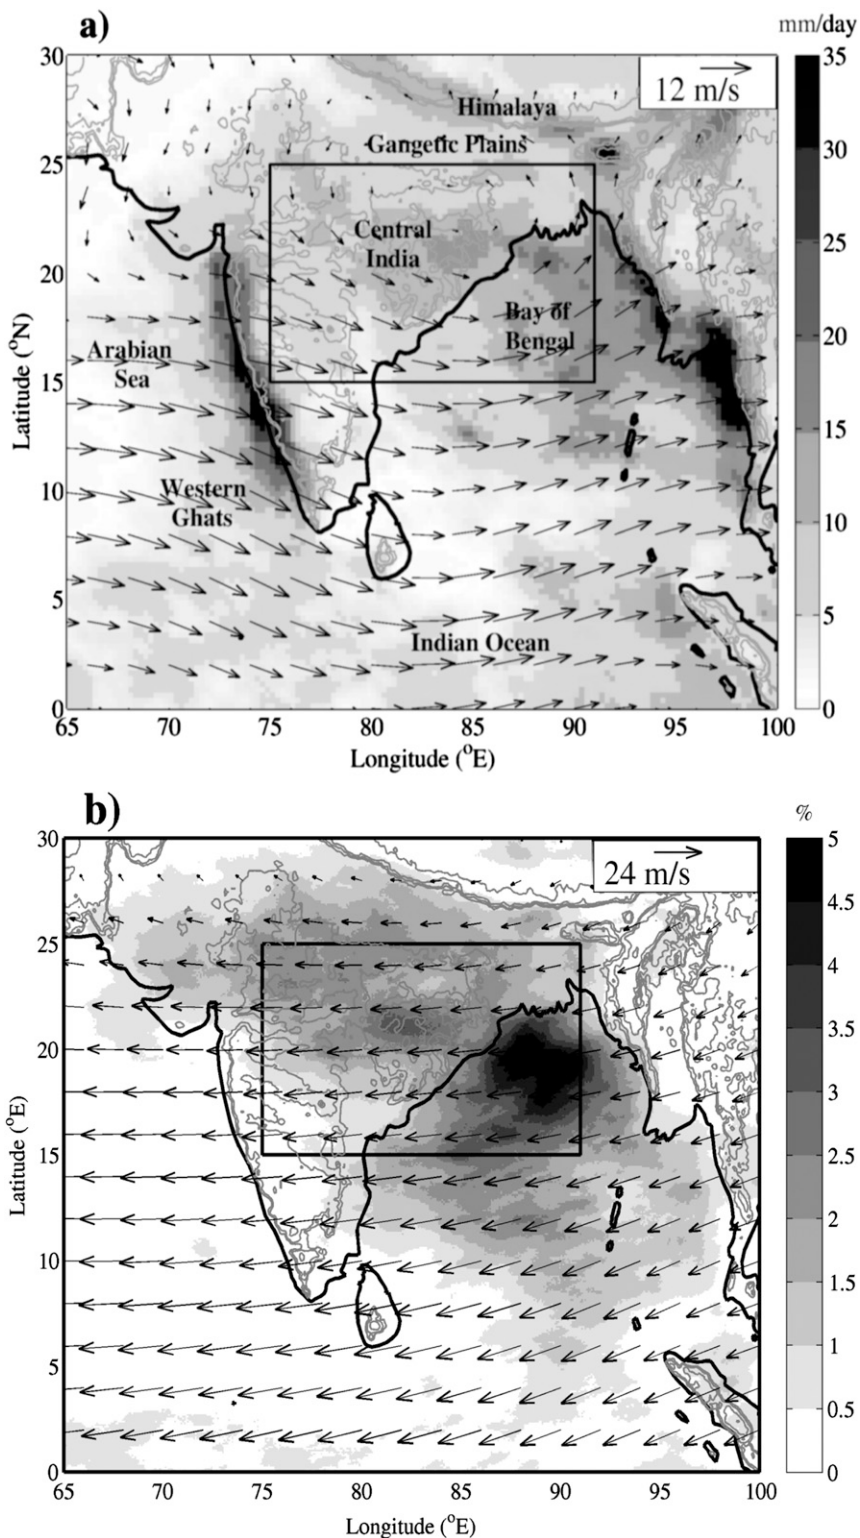 a)
mm/day
12 m/s
Himalaya
Gangetic Plains
Central
India
Bay of
Bengal
Arabian
Sea
Western
Ghats
Indian Ocean
30
25
20
15
10
5
0
Latitude (°N)
65 70 75 80 85 90 95 100
Longitude (°E)
35
30
25
20
15
10
5
0
b)
%
24 m/s
30
25
20
15
10
5
0
Latitude (°E)
65 70 75 80 85 90 95 100
Longitude (°E)
5
4.5
4
3.5
3
2.5
2
1.5
1
0.5
0